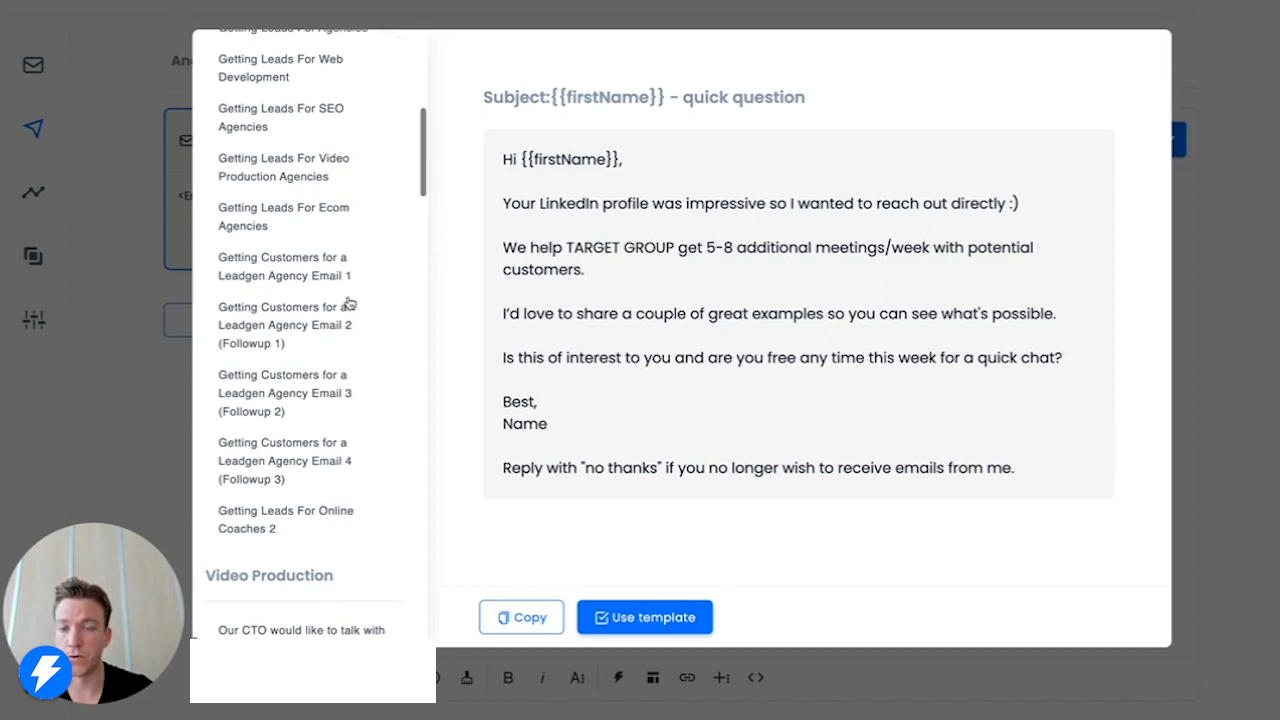 Getting Leads For Agencies
Getting Leads For Web
Development
Getting Leads For SEO
Agencies
Getting Leads For Video
Production Agencies
Getting Leads For Ecom
Agencies
Getting Customers for a
Leadgen Agency Email 1
Getting Customers for a
Leadgen Agency Email 2
(Followup 1)
Getting Customers for a
Leadgen Agency Email 3
(Followup 2)
Getting Customers for a
Leadgen Agency Email 4
(Followup 3)
Getting Leads For Online
Coaches 2
Video Production
Our CTO would like to talk with
Subject:{{firstName}} - quick question
Hi {{firstName}},
Your LinkedIn profile was impressive so I wanted to reach out directly :)
We help TARGET GROUP get 5-8 additional meetings/week with potential
customers.
I'd love to share a couple of great examples so you can see what's possible.
Is this of interest to you and are you free any time this week for a quick chat?
Best,
Name
Reply with "no thanks" if you no longer wish to receive emails from me.
Copy
Use template